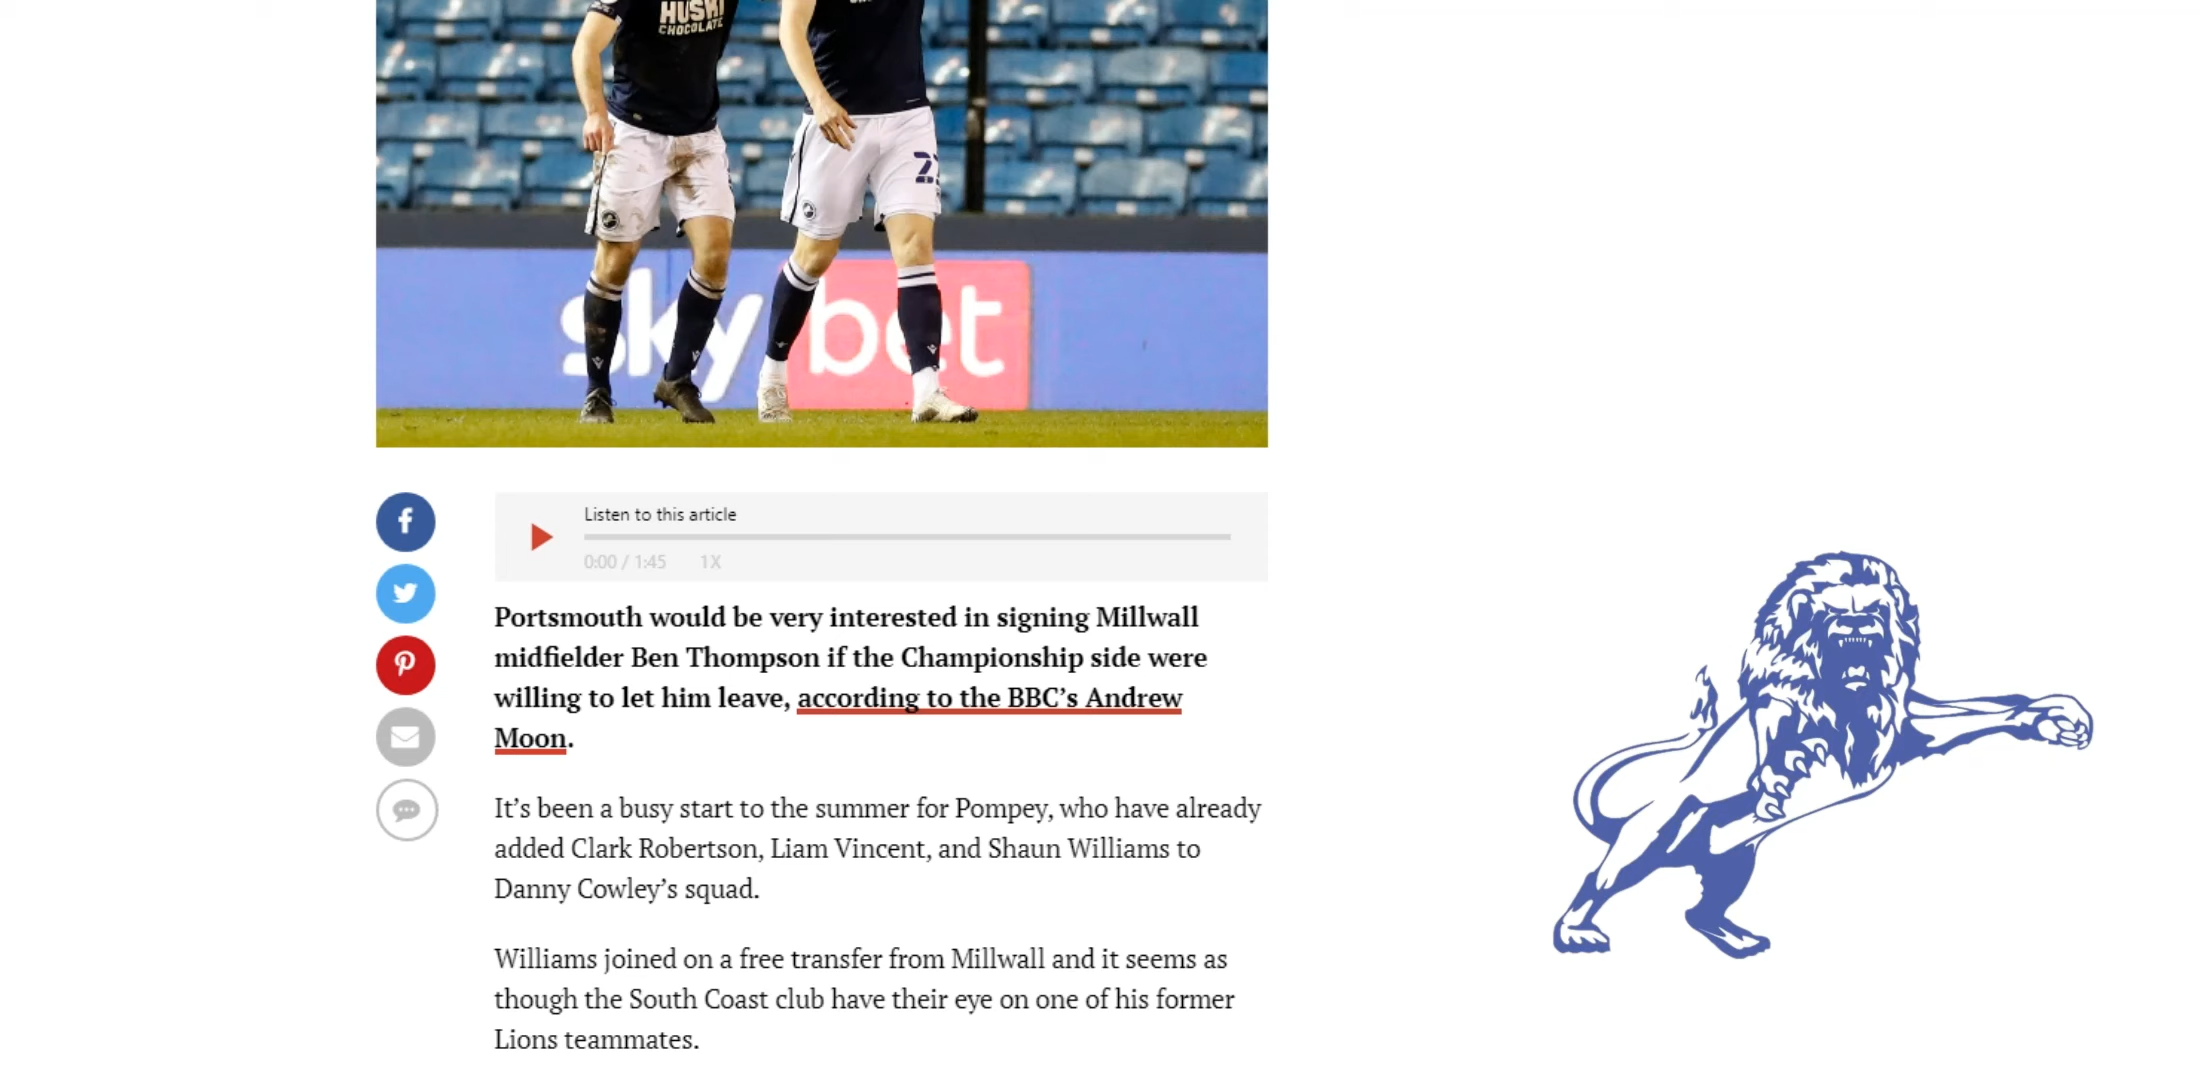 HUSKI
CHOCOLATE
22
sky bet
Listen to this article
0:00 / 1:45 1X
Portsmouth would be very interested in signing Millwall
midfielder Ben Thompson if the Championship side were
willing to let him leave, according to the BBC’s Andrew
Moon.
It’s been a busy start to the summer for Pompey, who have already
added Clark Robertson, Liam Vincent, and Shaun Williams to
Danny Cowley’s squad.
Williams joined on a free transfer from Millwall and it seems as
though the South Coast club have their eye on one of his former
Lions teammates.